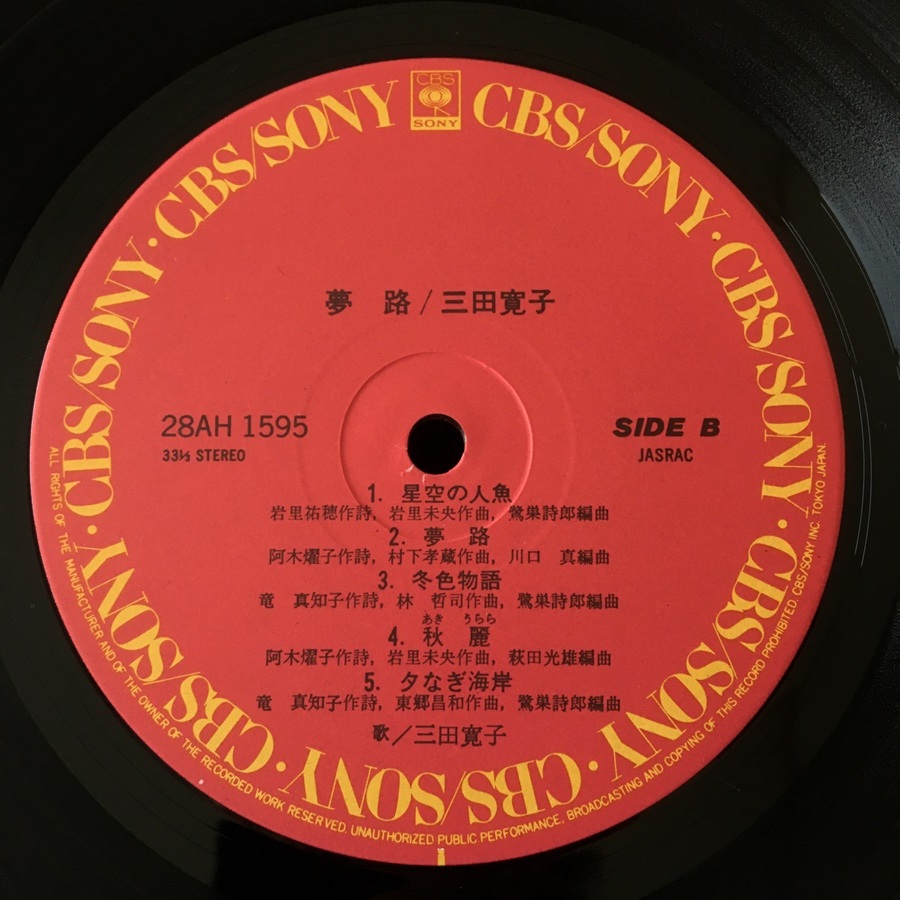 CBS
SONY
CBS/SONY · CBS/SONY · CBS/SONY · CBS/SONY · CBS/SONY · CBS/SONY · CBS/SONY · CBS/SONY
夢 路/三田寛子
28AH 1595
33⅓ STEREO
SIDE B
JASRAC
1. 星空の人魚
岩里祐穂作詩, 岩里未央作曲, 鷺巣詩郎編曲
2. 夢 路
阿木燿子作詩, 村下孝蔵作曲, 川口 真編曲
3. 冬色物語
竜 真知子作詩, 林 哲司作曲, 鷺巣詩郎編曲
あき うらら
4. 秋 麗
阿木燿子作詩, 岩里未央作曲, 萩田光雄編曲
5. 夕なぎ海岸
竜 真知子作詩, 東郷昌和作曲, 鷺巣詩郎編曲
歌/三田寛子
ALL RIGHTS OF THE MANUFACTURER AND OF THE OWNER OF THE RECORDED WORK RESERVED. UNAUTHORIZED PUBLIC PERFORMANCE, BROADCASTING AND COPYING OF THIS RECORD PROHIBITED. CBS/SONY INC. TOKYO JAPAN.